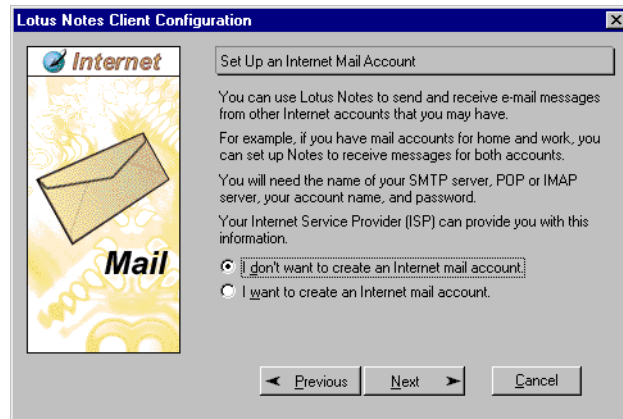 Lotus Notes Client Configuration
Internet
Mail
Set Up an Internet Mail Account
You can use Lotus Notes to send and receive e-mail messages
from other Internet accounts that you may have.
For example, if you have mail accounts for home and work, you
can set up Notes to receive messages for both accounts.
You will need the name of your SMTP server, POP or IMAP
server, your account name, and password.
Your Internet Service Provider (ISP) can provide you with this
information.
I don't want to create an Internet mail account.
I want to create an Internet mail account.
Previous
Next
Cancel